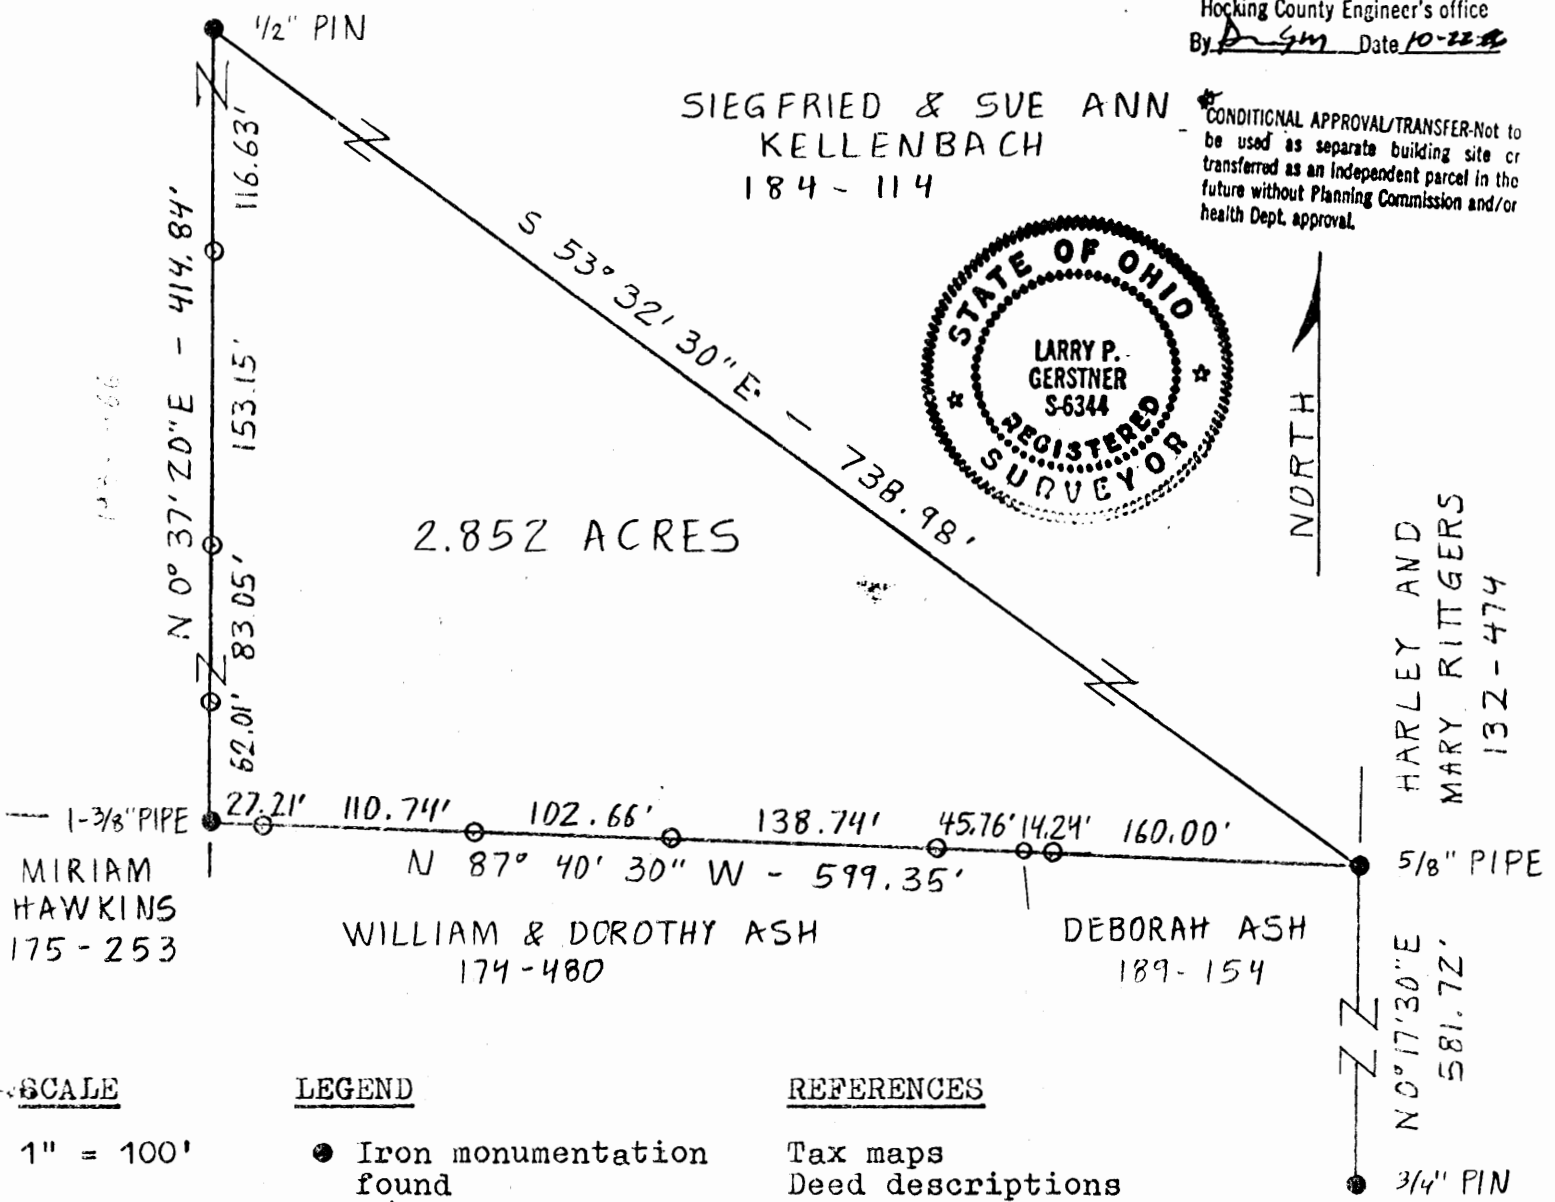 Hocking County Engineer's office
By Date 10-22-
1/2" PIN
SIEGFRIED & SUE ANN
KELLENBACH
184 - 114
CONDITIONAL APPROVAL/TRANSFER-Not to
be used as separate building site or
transferred as an independent parcel in the
future without Planning Commission and/or
health Dept. approval.
116.63'
N 0° 37' 20" E - 414.84'
S 53° 32' 30" E - 738.98'
STATE OF OHIO
LARRY P.
GERSTNER
S-6344
REGISTERED
SURVEYOR
NORTH
153.15'
2.852 ACRES
83.05'
62.01'
HARLEY AND
MARY RITTGERS
132-474
1-3/8" PIPE
27.21' 110.74' 102.66' 138.74' 45.76' 14.24' 160.00'
N 87° 40' 30" W - 599.35'
5/8" PIPE
MIRIAM
HAWKINS
175-253
WILLIAM & DOROTHY ASH
174-480
DEBORAH ASH
189-154
N 0° 17' 30" E
581.72'
3/4" PIN
SCALE
1" = 100'
LEGEND
Iron monumentation
found
REFERENCES
Tax maps
Deed descriptions